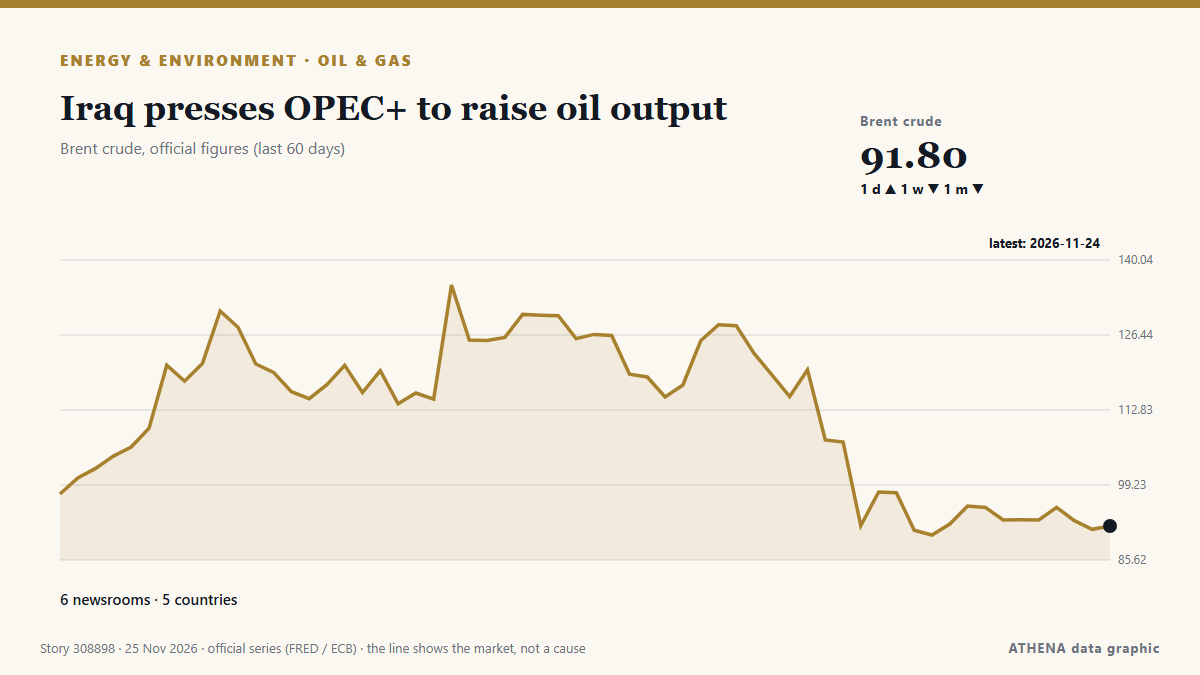 ENERGY & ENVIRONMENT · OIL & GAS
Iraq presses OPEC+ to raise oil output
Brent crude, official figures (last 60 days)
Brent crude
91.80
1 d ▲ 1 w ▼ 1 m ▼
latest: 2026-11-24
140.04
126.44
112.83
99.23
85.62
6 newsrooms · 5 countries
Story 308898 · 25 Nov 2026 · official series (FRED / ECB) · the line shows the market, not a cause
ATHENA data graphic